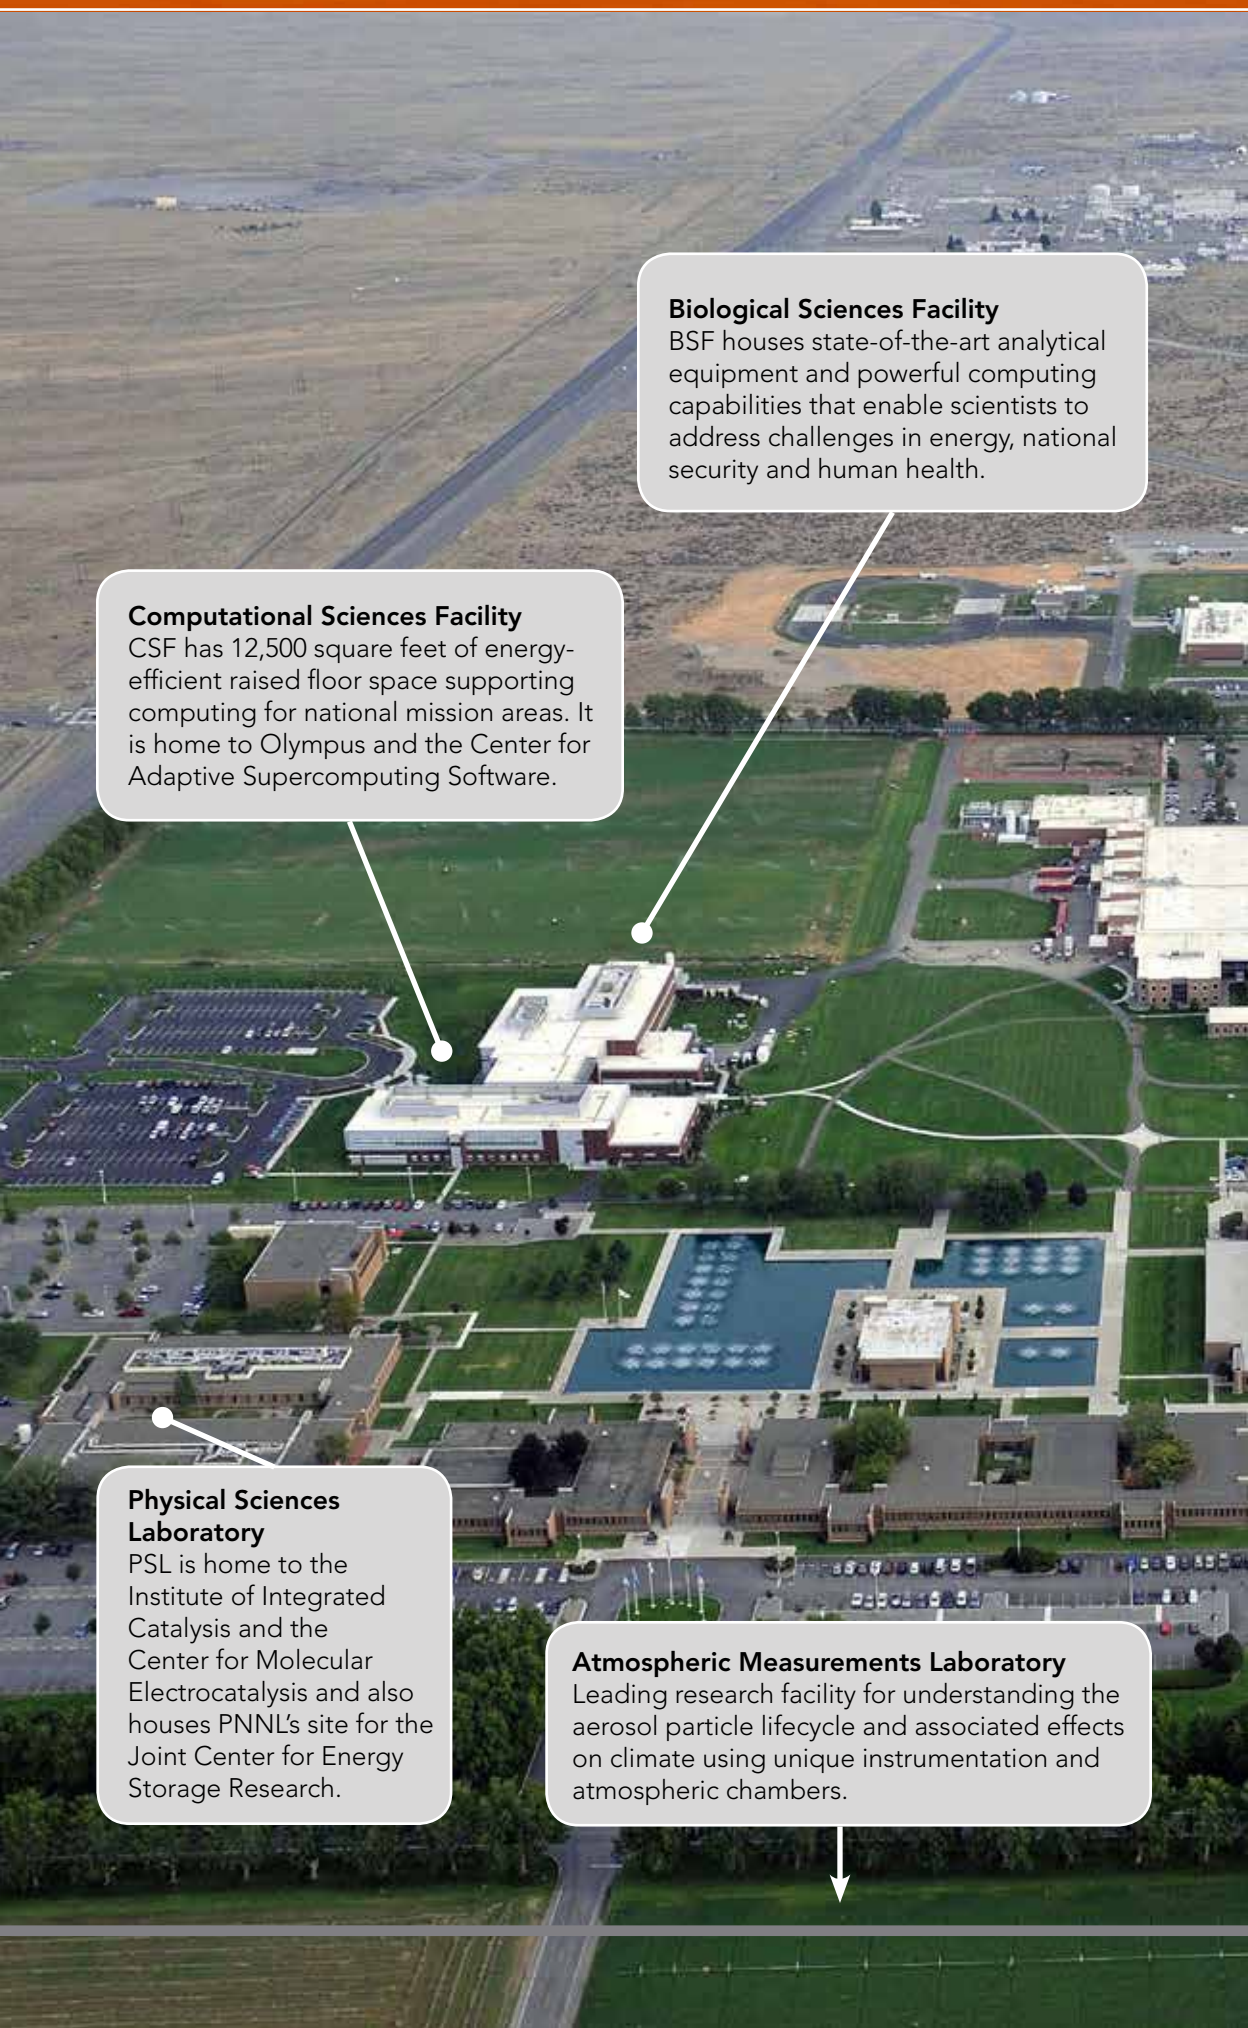 Biological Sciences Facility
BSF houses state-of-the-art analytical
equipment and powerful computing
capabilities that enable scientists to
address challenges in energy, national
security and human health.
Computational Sciences Facility
CSF has 12,500 square feet of energy-
efficient raised floor space supporting
computing for national mission areas. It
is home to Olympus and the Center for
Adaptive Supercomputing Software.
Physical Sciences
Laboratory
PSL is home to the
Institute of Integrated
Catalysis and the
Center for Molecular
Electrocatalysis and also
houses PNNL’s site for the
Joint Center for Energy
Storage Research.
Atmospheric Measurements Laboratory
Leading research facility for understanding the
aerosol particle lifecycle and associated effects
on climate using unique instrumentation and
atmospheric chambers.